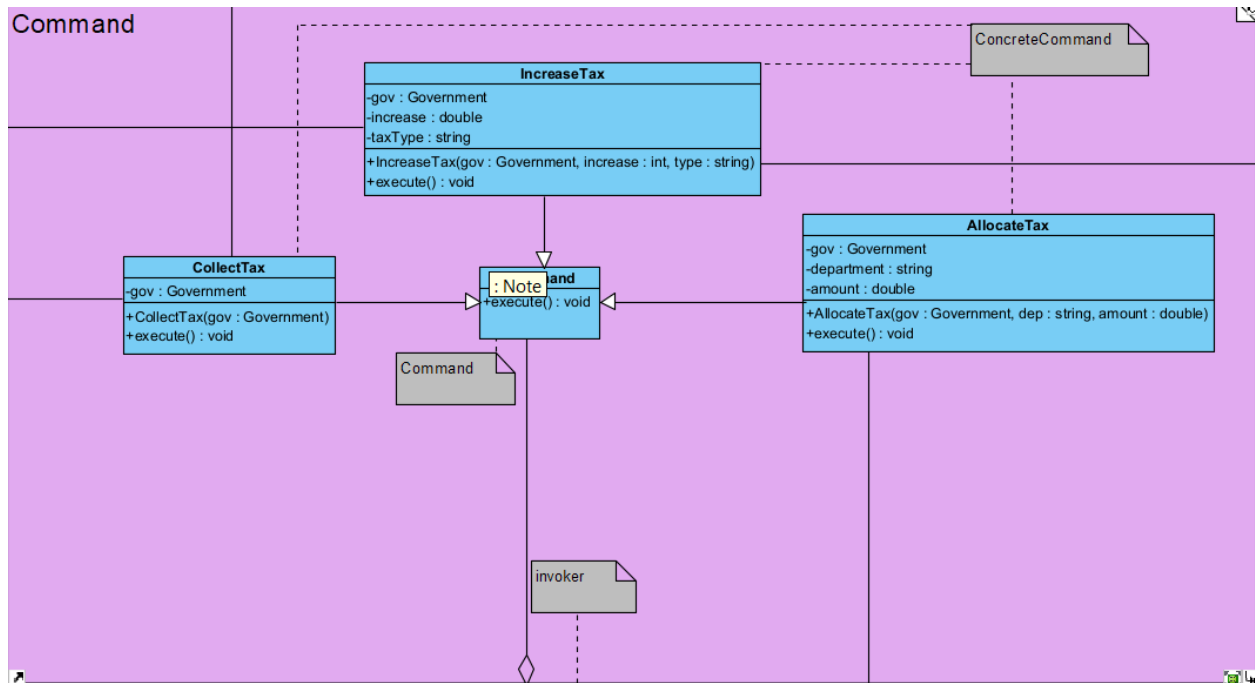 Command
ConcreteCommand
IncreaseTax
-gov : Government
-increase : double
-taxType : string
+IncreaseTax(gov : Government, increase : int, type : string)
+execute() : void
AllocateTax
-gov : Government
-department : string
-amount : double
+AllocateTax(gov : Government, dep : string, amount : double)
+execute() : void
CollectTax
-gov : Government
+CollectTax(gov : Government)
+execute() : void
: Note
+execute() : void
Command
invoker